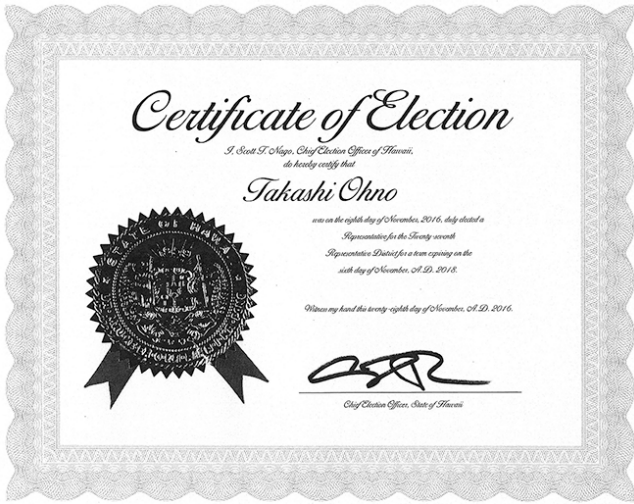 Certificate of Election
I, Scott T. Nago, Chief Election Officer of Hawaii,
do hereby certify that
Takashi Ohno
was on the eighth day of November, 2016, duly elected a
Representative for the Twenty-seventh
Representative District for a term expiring on the
sixth day of November, A.D. 2018.
Witness my hand this twenty-eighth day of November, A.D. 2016.
STATE OF HAWAII
Chief Election Officer, State of Hawaii